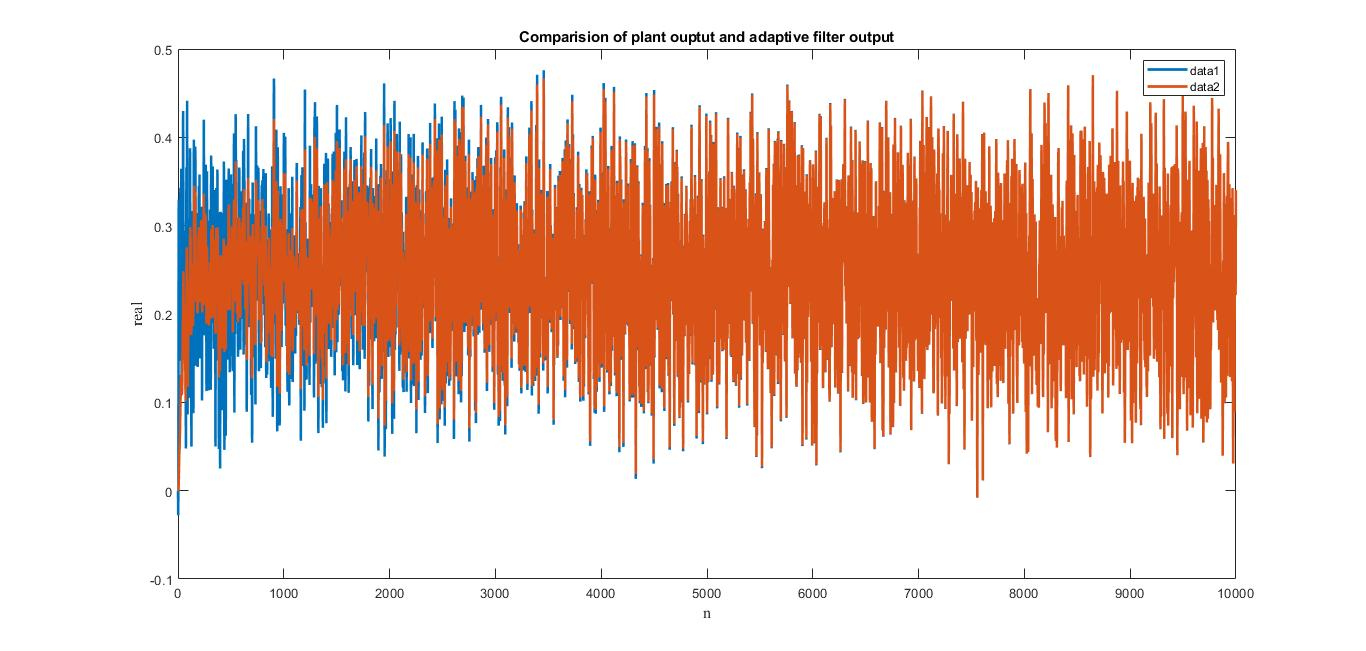 Comparision of plant ouptut and adaptive filter output
0.5
0.4
0.3
0.2
0.1
0
-0.1
real
data1
data2
0 1000 2000 3000 4000 5000 6000 7000 8000 9000 10000
n